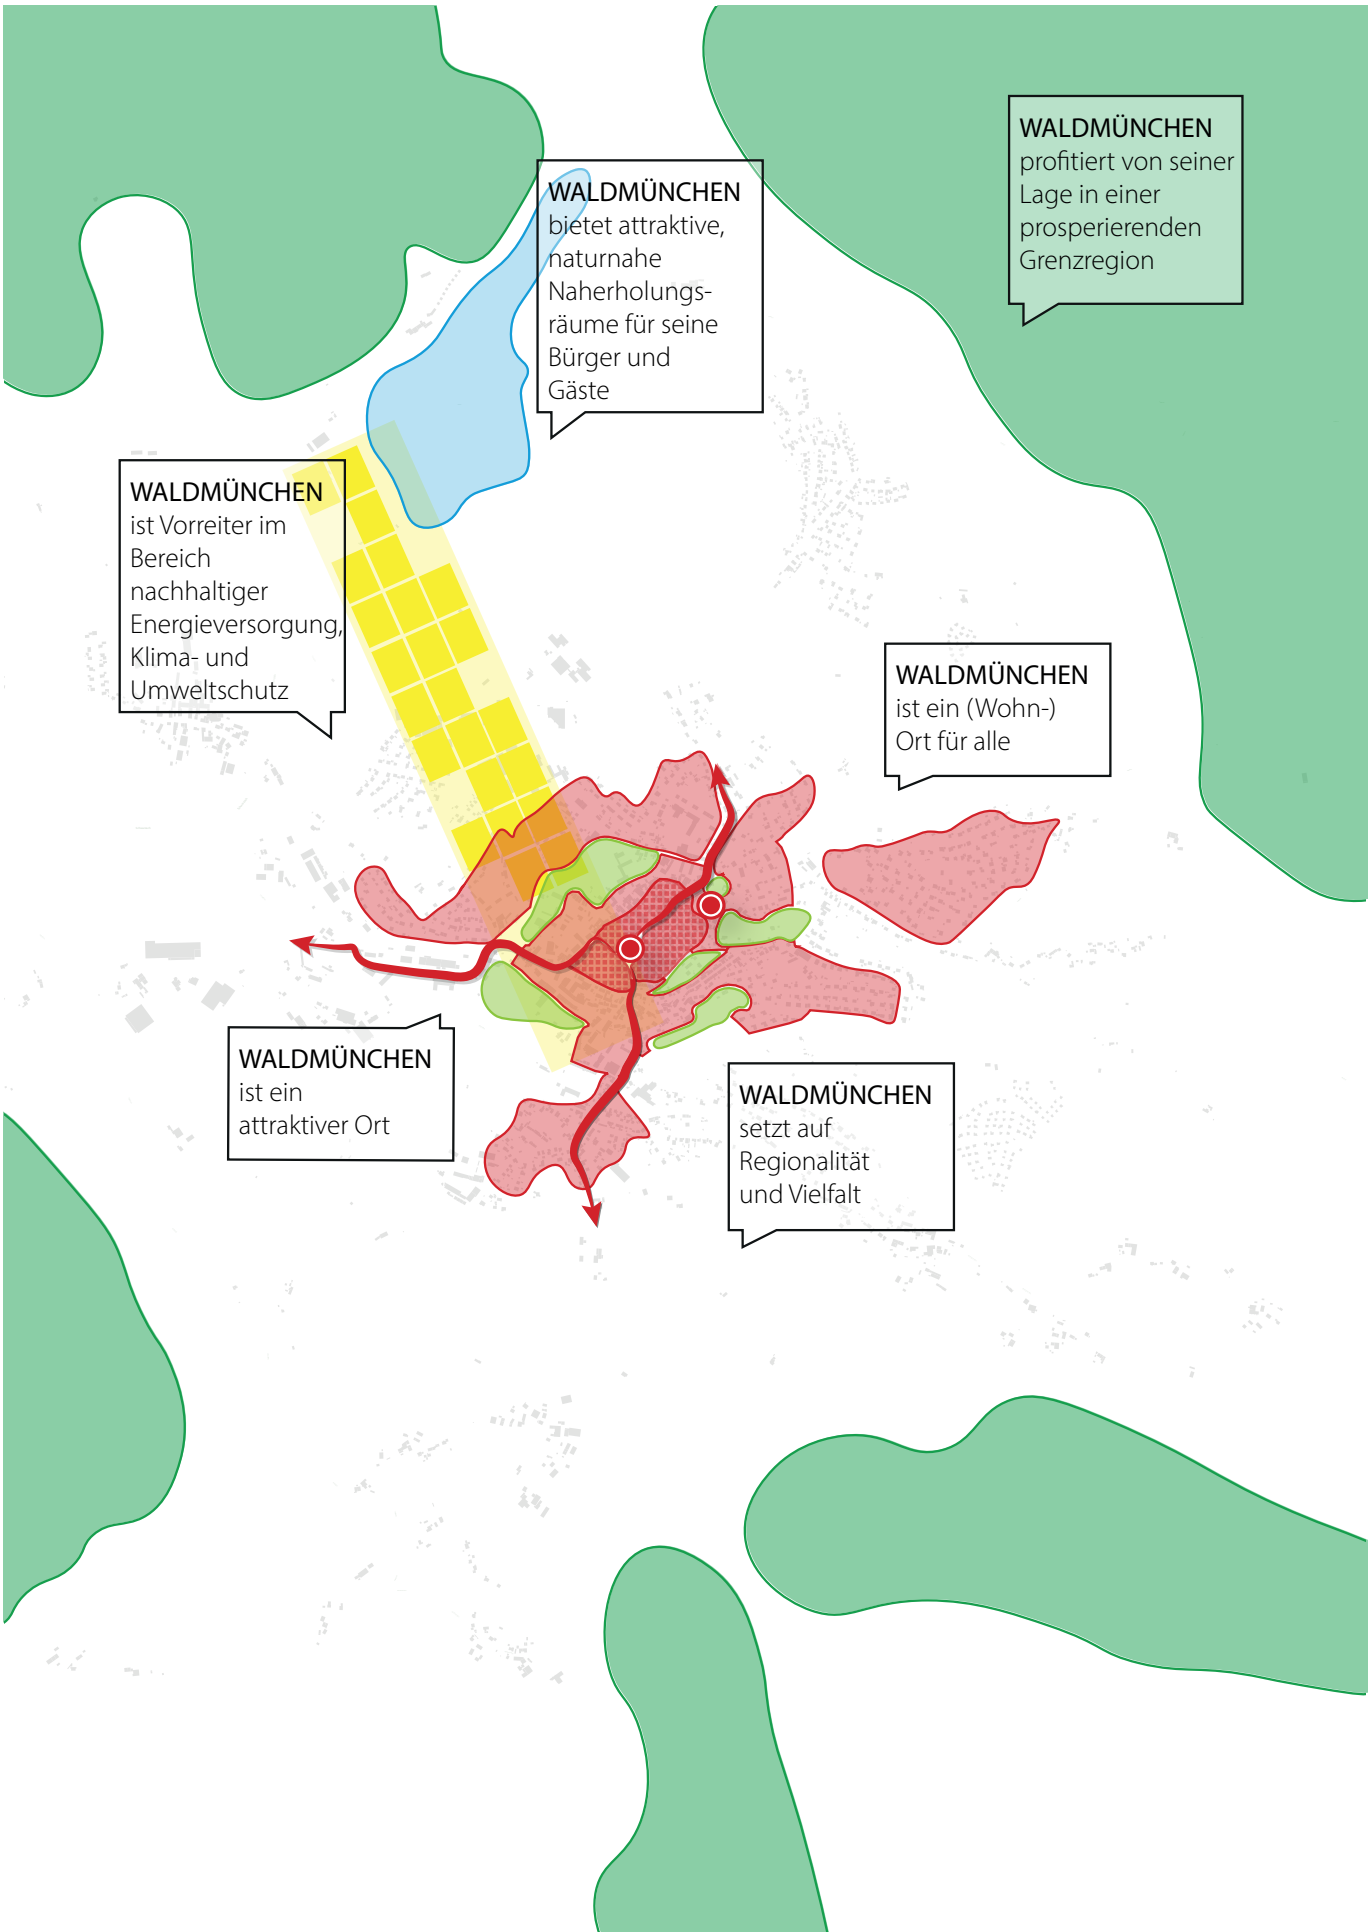 WALDMÜNCHEN
profitiert von seiner
Lage in einer
prosperierenden
Grenzregion
WALDMÜNCHEN
bietet attraktive,
naturnahe
Naherholungs-
räume für seine
Bürger und
Gäste
WALDMÜNCHEN
ist Vorreiter im
Bereich
nachhaltiger
Energieversorgung,
Klima- und
Umweltschutz
WALDMÜNCHEN
ist ein (Wohn-)
Ort für alle
WALDMÜNCHEN
ist ein
attraktiver Ort
WALDMÜNCHEN
setzt auf
Regionalität
und Vielfalt